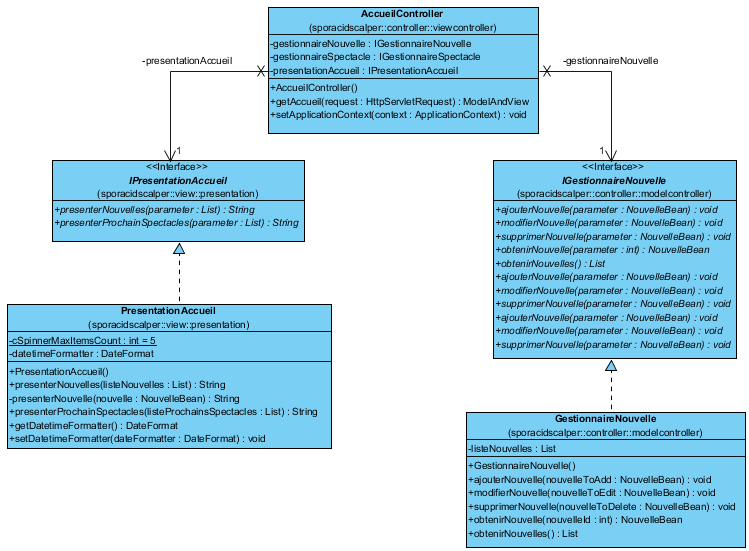 AccueilController
(sporacidscalper::controller::viewcontroller)
-gestionnaireNouvelle : IGestionnaireNouvelle
-gestionnaireSpectacle : IGestionnaireSpectacle
-presentationAccueil : IPresentationAccueil
+AccueilController()
+getAccueil(request : HttpServletRequest) : ModelAndView
+setApplicationContext(context : ApplicationContext) : void
-presentationAccueil
-gestionnaireNouvelle
1
1
<<Interface>>
IPresentationAccueil
(sporacidscalper::view::presentation)
+presenterNouvelles(parameter : List) : String
+presenterProchainSpectacles(parameter : List) : String
<<Interface>>
IGestionnaireNouvelle
(sporacidscalper::controller::modelcontroller)
+ajouterNouvelle(parameter : NouvelleBean) : void
+modifierNouvelle(parameter : NouvelleBean) : void
+supprimerNouvelle(parameter : NouvelleBean) : void
+obtenirNouvelle(parameter : int) : NouvelleBean
+obtenirNouvelles() : List
+ajouterNouvelle(parameter : NouvelleBean) : void
+modifierNouvelle(parameter : NouvelleBean) : void
+supprimerNouvelle(parameter : NouvelleBean) : void
+ajouterNouvelle(parameter : NouvelleBean) : void
+modifierNouvelle(parameter : NouvelleBean) : void
+supprimerNouvelle(parameter : NouvelleBean) : void
PresentationAccueil
(sporacidscalper::view::presentation)
-cSpinnerMaxItemsCount : int = 5
-datetimeFormatter : DateFormat
+PresentationAccueil()
+presenterNouvelles(listeNouvelles : List) : String
-presenterNouvelle(nouvelle : NouvelleBean) : String
+presenterProchainSpectacles(listeProchainsSpectacles : List) : String
+getDatetimeFormatter() : DateFormat
+setDatetimeFormatter(dateFormatter : DateFormat) : void
GestionnaireNouvelle
(sporacidscalper::controller::modelcontroller)
-listeNouvelles : List
+GestionnaireNouvelle()
+ajouterNouvelle(nouvelleToAdd : NouvelleBean) : void
+modifierNouvelle(nouvelleToEdit : NouvelleBean) : void
+supprimerNouvelle(nouvelleToDelete : NouvelleBean) : void
+obtenirNouvelle(nouvelleId : int) : NouvelleBean
+obtenirNouvelles() : List